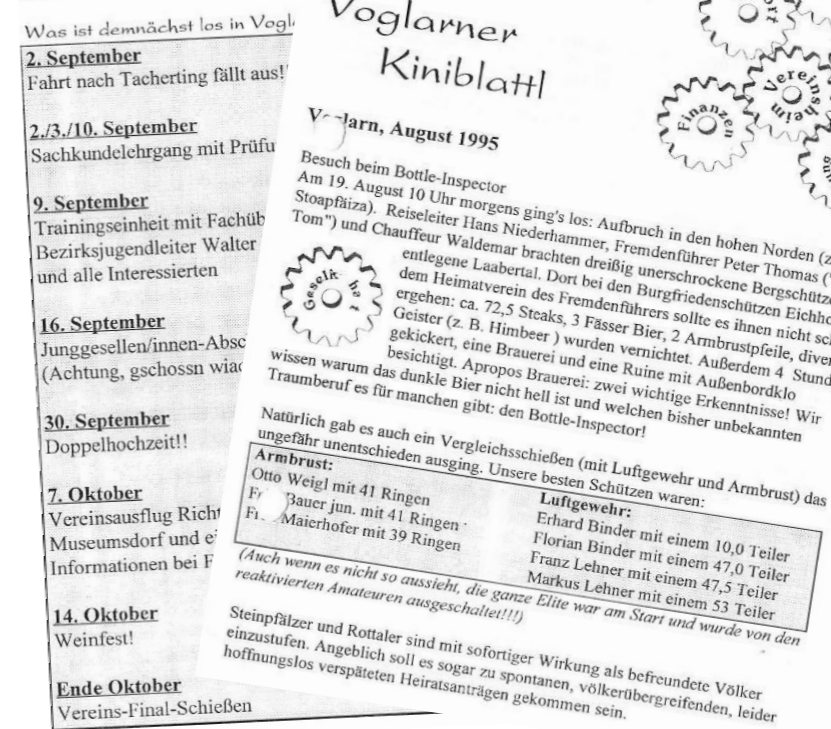 Was ist demnächst los in
2. September
Fahrt nach Tacherting fällt aus!
2./3./10. September
Sachkundelehrgang mit
9. September
Trainingseinheit mit
Bezirksjugendleiter Walter
und alle Interessierten
16. September
Junggesellen/innen-
(Achtung, gschossn
30. September
Doppelhochzeit!!
7. Oktober
Vereinsausflug
Museumsdorf und
Informationen bei
14. Oktober
Weinfest!
Ende Oktober
Vereins-Final-Schießen
Voglarner
Kiniblattl
Finanzen
Vereinsheim
August 1995
Besuch beim Bottle-Inspector
Am 19. August 10 Uhr morgens ging's los: Aufbruch in den hohen Norden
Stoapfäiza). Reiseleiter Hans Niederhammer, Fremdenführer Peter Thomas
Tom") und Chauffeur Waldemar brachten dreißig unerschrockene
entlegene Laabertal. Dort bei den Burgfriedenschützen
dem Heimatverein des Fremdenführers sollte es ihnen nicht
ergehen: ca. 72,5 Steaks, 3 Fässer Bier, 2 Armbrustpfeile,
Geister (z. B. Himbeer ) wurden vernichtet. Außerdem 4
gekickert, eine Brauerei und eine Ruine mit Außenbordklo
besichtigt. Apropos Brauerei: zwei wichtige Erkenntnisse! Wir
wissen warum das dunkle Bier nicht hell ist und welchen bisher unbekannten
Traumberuf es für manchen gibt: den Bottle-Inspector!
Natürlich gab es auch ein Vergleichsschießen (mit Luftgewehr und Armbrust) das
ungefähr unentschieden ausging. Unsere besten Schützen waren:
Armbrust:
Otto Weigl mit 41 Ringen
Bauer jun. mit 41 Ringen
Maierhofer mit 39 Ringen
Luftgewehr:
Erhard Binder mit einem 10,0 Teiler
Florian Binder mit einem 47,0 Teiler
Franz Lehner mit einem 47,5 Teiler
Markus Lehner mit einem 53 Teiler
(Auch wenn es nicht so aussieht, die ganze Elite war am Start und wurde von den
reaktivierten Amateuren ausgeschaltet!!!)
Steinpfälzer und Rottaler sind mit sofortiger Wirkung als befreundete Völker
einzustufen. Angeblich soll es sogar zu spontanen, völkerübergreifenden, leider
hoffnungslos verspäteten Heiratsanträgen gekommen sein.